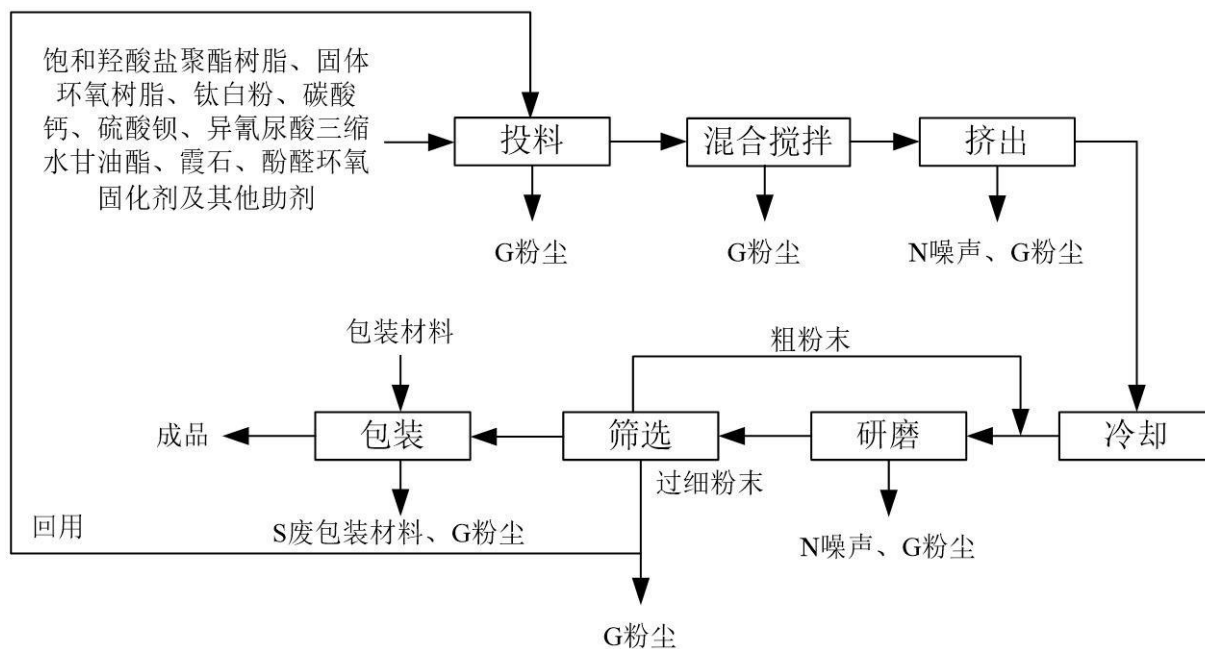 饱和羟酸盐聚酯树脂、固体
环氧树脂、钛白粉、碳酸
钙、硫酸钡、异氰尿酸三缩
水甘油酯、霞石、酚醛环氧
固化剂及其他助剂
投料
混合搅拌
挤出
G粉尘
G粉尘
N噪声、G粉尘
包装材料
粗粉末
成品
包装
筛选
研磨
冷却
过细粉末
回用
S废包装材料、G粉尘
N噪声、G粉尘
G粉尘